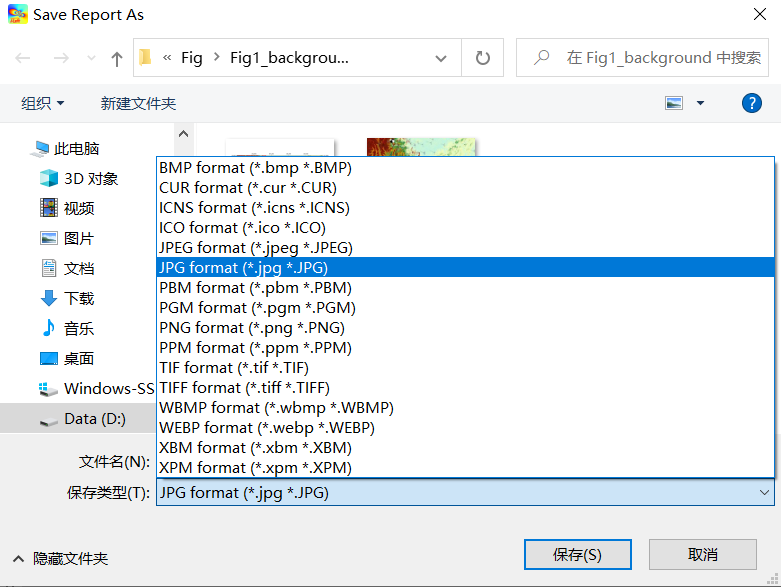 Save Report As
« Fig > Fig1_backgrou... 在 Fig1_background 中搜索
组织 新建文件夹 ?
此电脑
3D 对象
视频
图片
文档
下载
音乐
桌面
Windows-SS
Data (D:)
BMP format (*.bmp *.BMP)
CUR format (*.cur *.CUR)
ICNS format (*.icns *.ICNS)
ICO format (*.ico *.ICO)
JPEG format (*.jpeg *.JPEG)
JPG format (*.jpg *.JPG)
PBM format (*.pbm *.PBM)
PGM format (*.pgm *.PGM)
PNG format (*.png *.PNG)
PPM format (*.ppm *.PPM)
TIF format (*.tif *.TIF)
TIFF format (*.tiff *.TIFF)
WBMP format (*.wbmp *.WBMP)
WEBP format (*.webp *.WEBP)
XBM format (*.xbm *.XBM)
XPM format (*.xpm *.XPM)
文件名(N):
保存类型(T): JPG format (*.jpg *.JPG)
隐藏文件夹 保存(S) 取消